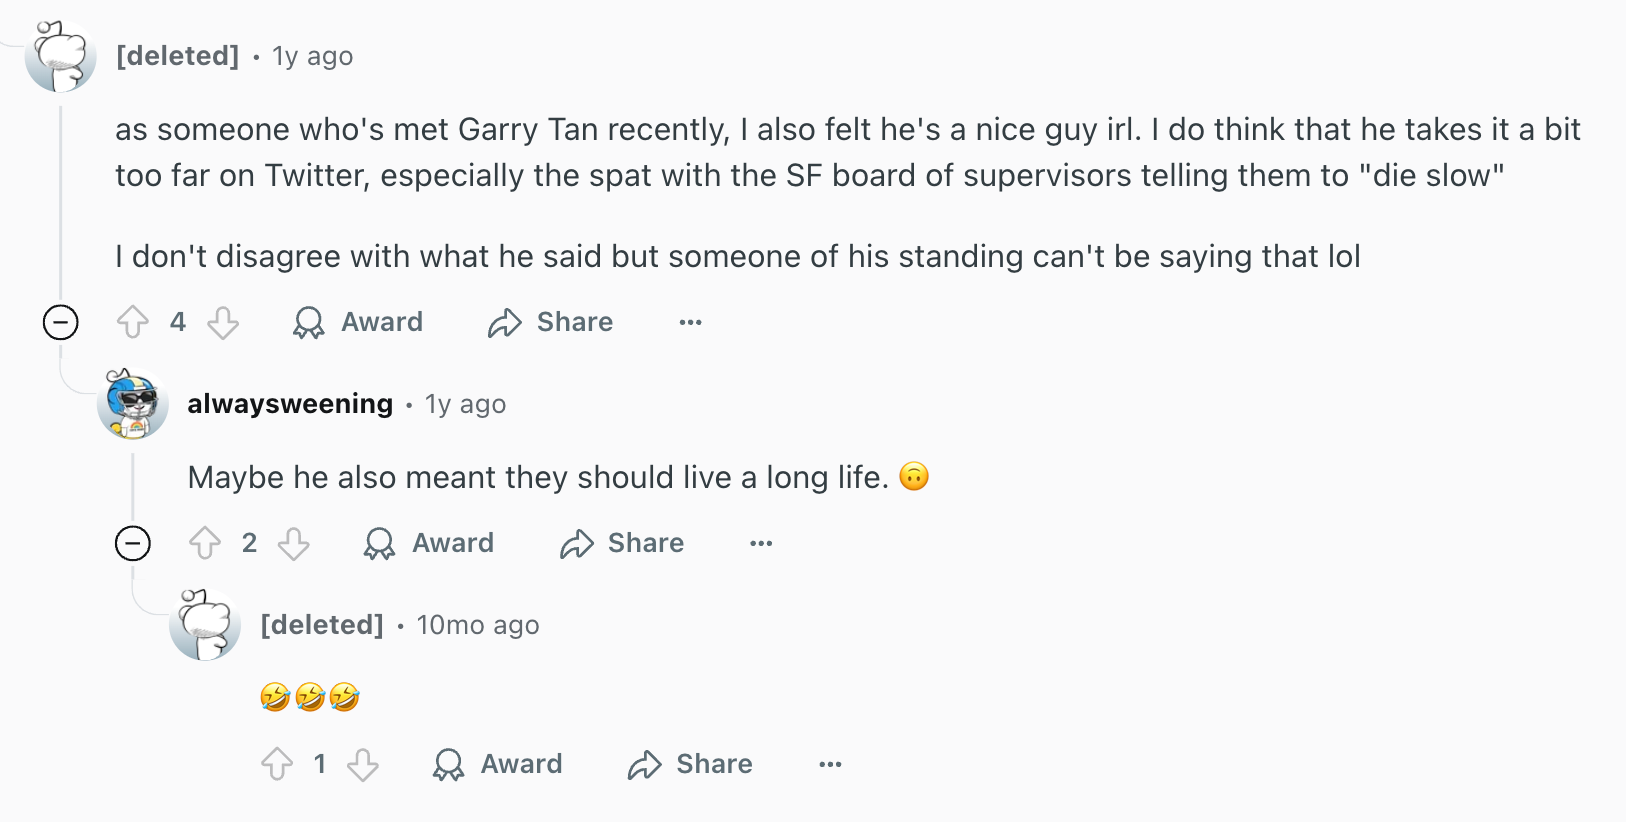 [deleted] • 1y ago
as someone who's met Garry Tan recently, I also felt he's a nice guy irl. I do think that he takes it a bit
too far on Twitter, especially the spat with the SF board of supervisors telling them to "die slow"
I don't disagree with what he said but someone of his standing can't be saying that lol
4 Award Share ...
alwaysweening • 1y ago
Maybe he also meant they should live a long life. 🙃
2 Award Share ...
[deleted] • 10mo ago
🤣🤣🤣
1 Award Share ...